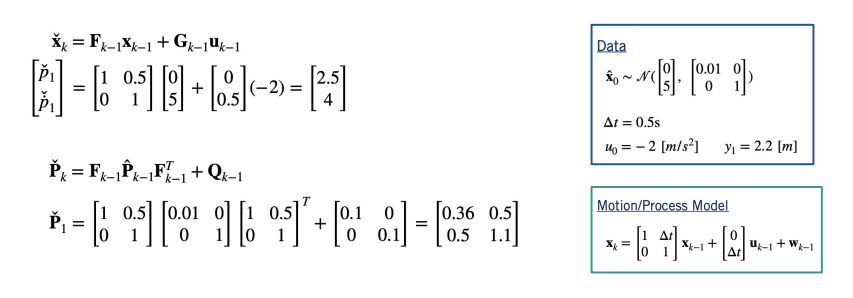 x̌ₖ = Fₖ₋₁xₖ₋₁ + Gₖ₋₁uₖ₋₁
[p̌₁; ṗ̌₁] = [1 0.5; 0 1] [0; 5] + [0; 0.5](−2) = [2.5; 4]
P̌ₖ = Fₖ₋₁P̂ₖ₋₁Fᵀₖ₋₁ + Qₖ₋₁
P̌₁ = [1 0.5; 0 1] [0.01 0; 0 1] [1 0.5; 0 1]ᵀ + [0.1 0; 0 0.1] = [0.36 0.5; 0.5 1.1]
Data
x̂₀ ~ 𝒩([0; 5], [0.01 0; 0 1])
Δt = 0.5s
u₀ = − 2 [m/s²] y₁ = 2.2 [m]
Motion/Process Model
xₖ = [1 Δt; 0 1] xₖ₋₁ + [0; Δt] uₖ₋₁ + wₖ₋₁